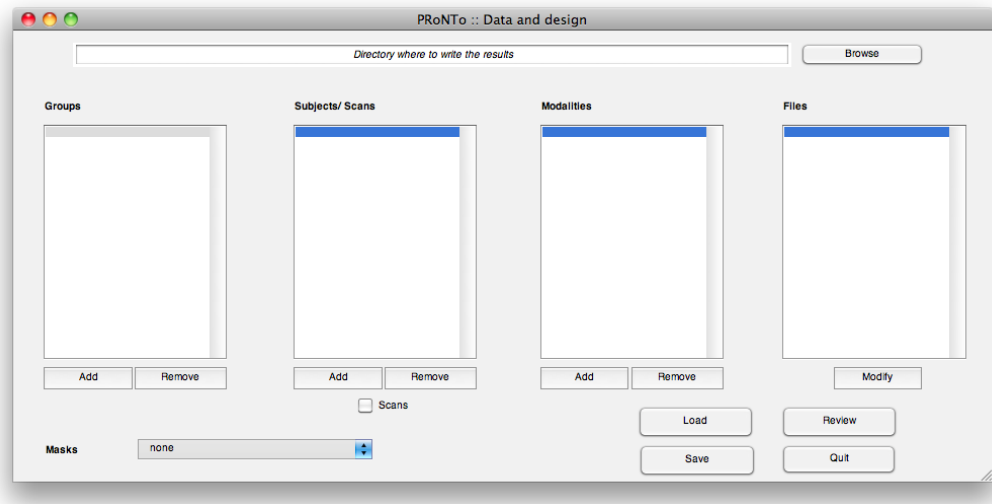 PRoNTo :: Data and design
Directory where to write the results
Browse
Groups
Subjects/ Scans
Modalities
Files
Add
Remove
Add
Remove
Add
Remove
Modify
Scans
Load
Review
Masks
none
Save
Quit